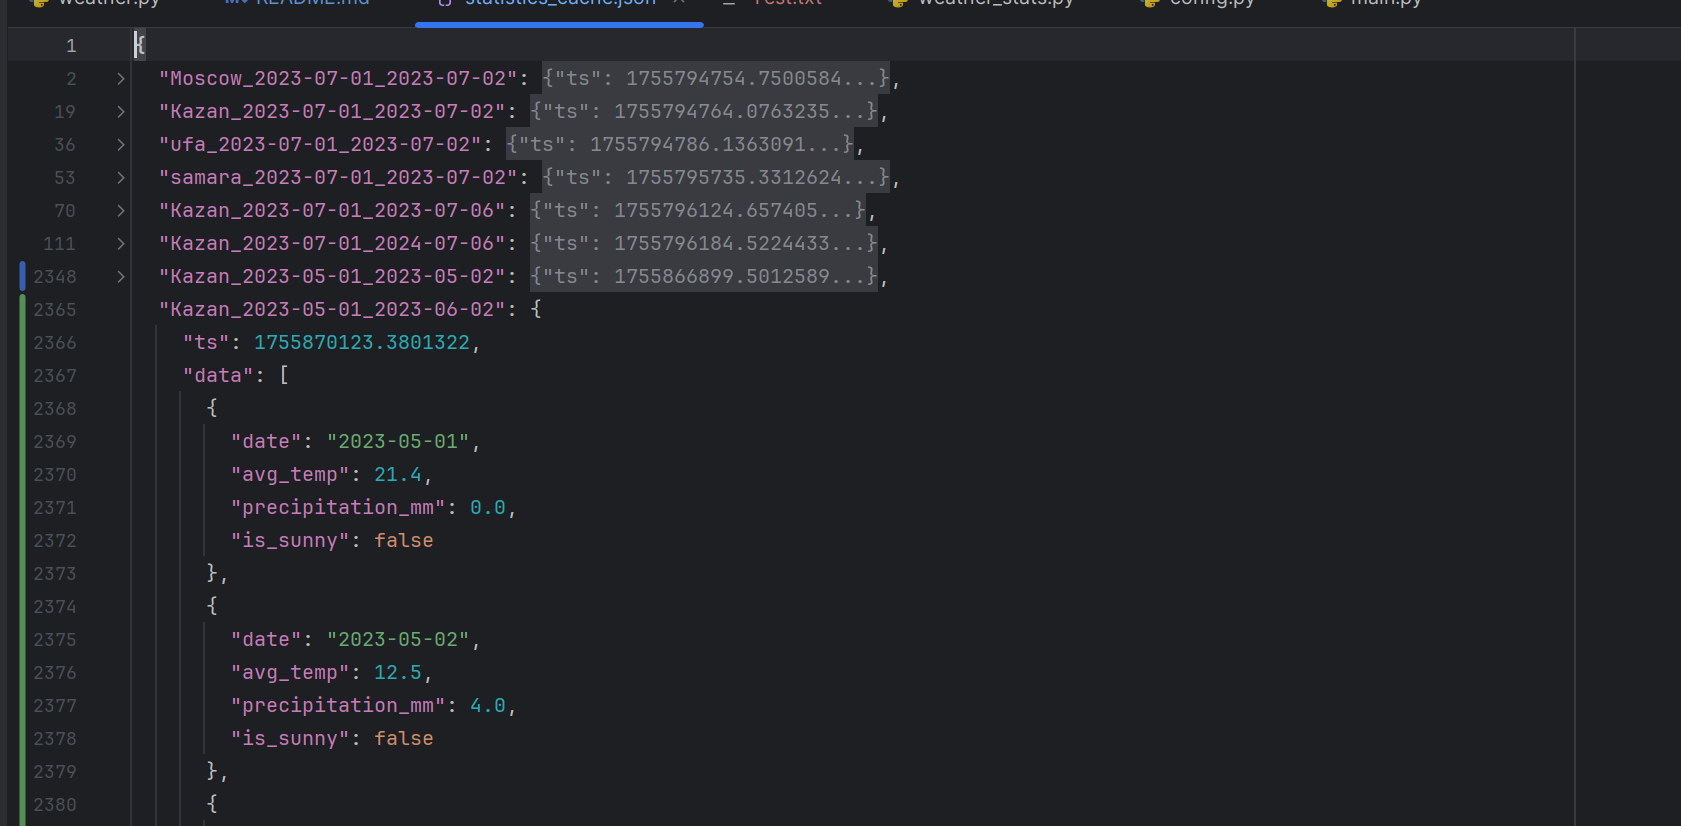 weather.py README.md statistics_cache.json Test.txt weather_stats.py config.py main.py
1 {
2 "Moscow_2023-07-01_2023-07-02": {"ts": 1755794754.7500584...},
19 "Kazan_2023-07-01_2023-07-02": {"ts": 1755794764.0763235...},
36 "ufa_2023-07-01_2023-07-02": {"ts": 1755794786.1363091...},
53 "samara_2023-07-01_2023-07-02": {"ts": 1755795735.3312624...},
70 "Kazan_2023-07-01_2023-07-06": {"ts": 1755796124.657405...},
111 "Kazan_2023-07-01_2024-07-06": {"ts": 1755796184.5224433...},
2348 "Kazan_2023-05-01_2023-05-02": {"ts": 1755866899.5012589...},
2365 "Kazan_2023-05-01_2023-06-02": {
2366 "ts": 1755870123.3801322,
2367 "data": [
2368 {
2369 "date": "2023-05-01",
2370 "avg_temp": 21.4,
2371 "precipitation_mm": 0.0,
2372 "is_sunny": false
2373 },
2374 {
2375 "date": "2023-05-02",
2376 "avg_temp": 12.5,
2377 "precipitation_mm": 4.0,
2378 "is_sunny": false
2379 },
2380 {